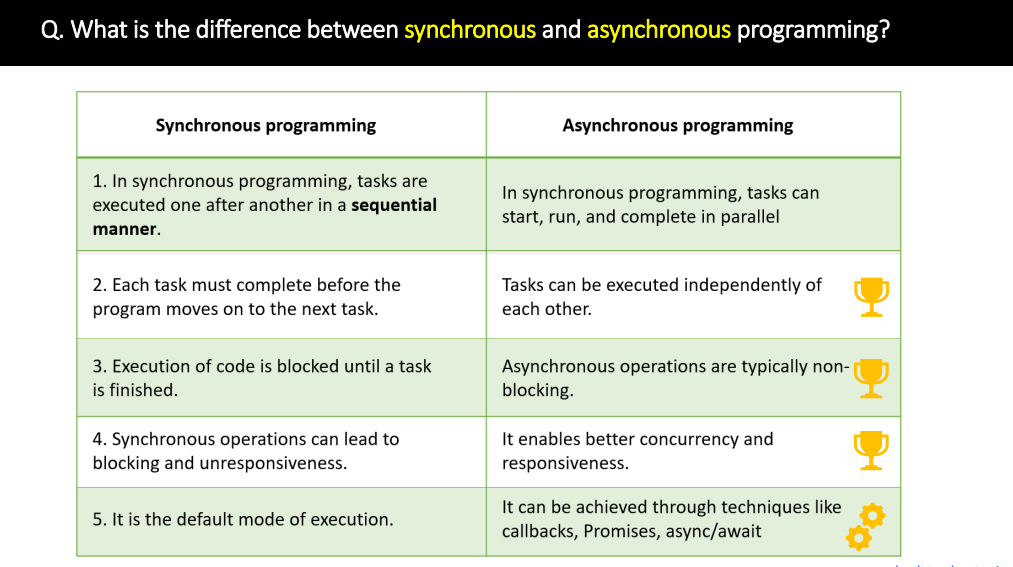 Q. What is the difference between synchronous and asynchronous programming?
Synchronous programming
Asynchronous programming
1. In synchronous programming, tasks are
executed one after another in a sequential
manner.
In synchronous programming, tasks can
start, run, and complete in parallel
2. Each task must complete before the
program moves on to the next task.
Tasks can be executed independently of
each other.
3. Execution of code is blocked until a task
is finished.
Asynchronous operations are typically non-
blocking.
4. Synchronous operations can lead to
blocking and unresponsiveness.
It enables better concurrency and
responsiveness.
5. It is the default mode of execution.
It can be achieved through techniques like
callbacks, Promises, async/await